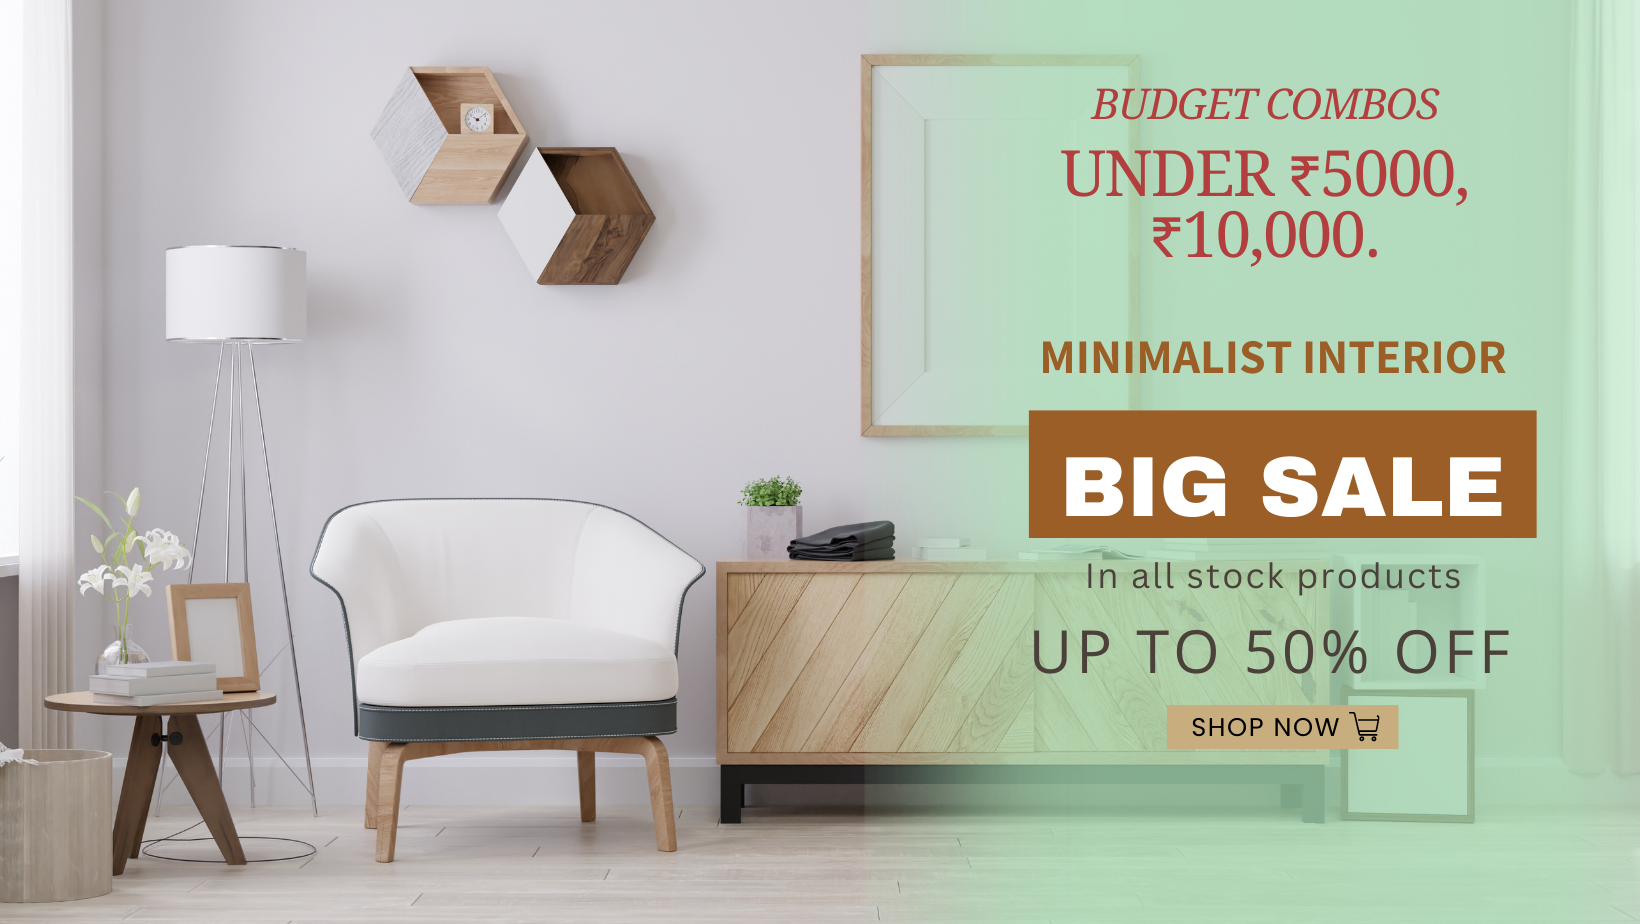 BUDGET COMBOS
UNDER ₹5000,
₹10,000.
MINIMALIST INTERIOR
BIG SALE
In all stock products
UP TO 50% OFF
SHOP NOW